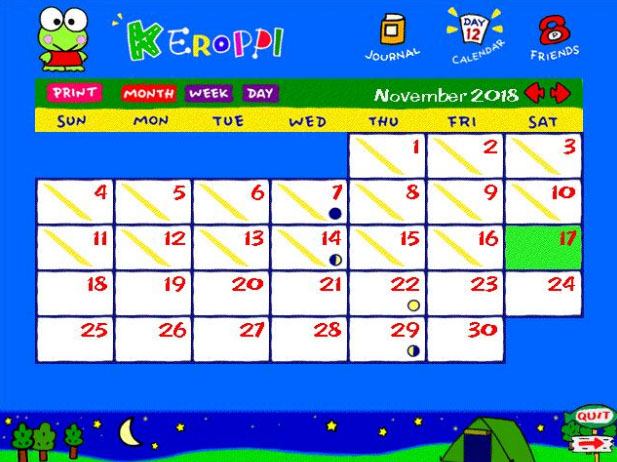 KEROPPI
JOURNAL
DAY 12
CALENDAR
8
FRIENDS
PRINT MONTH WEEK DAY November 2018
SUN MON TUE WED THU FRI SAT
1 2 3
4 5 6 7 8 9 10
11 12 13 14 15 16 17
18 19 20 21 22 23 24
25 26 27 28 29 30
QUIT